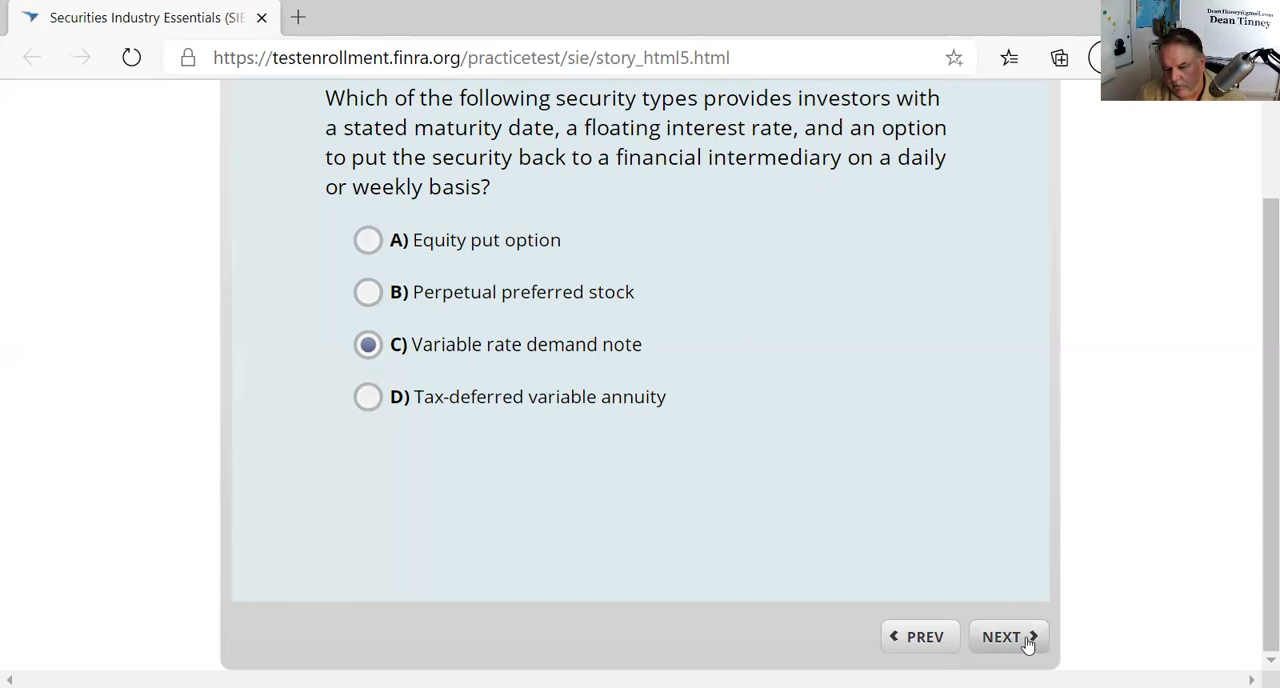 Securities Industry Essentials (SIE
https://testenrollment.finra.org/practicetest/sie/story_html5.html
Dean Tinney
Which of the following security types provides investors with
a stated maturity date, a floating interest rate, and an option
to put the security back to a financial intermediary on a daily
or weekly basis?
A) Equity put option
B) Perpetual preferred stock
C) Variable rate demand note
D) Tax-deferred variable annuity
PREV
NEXT